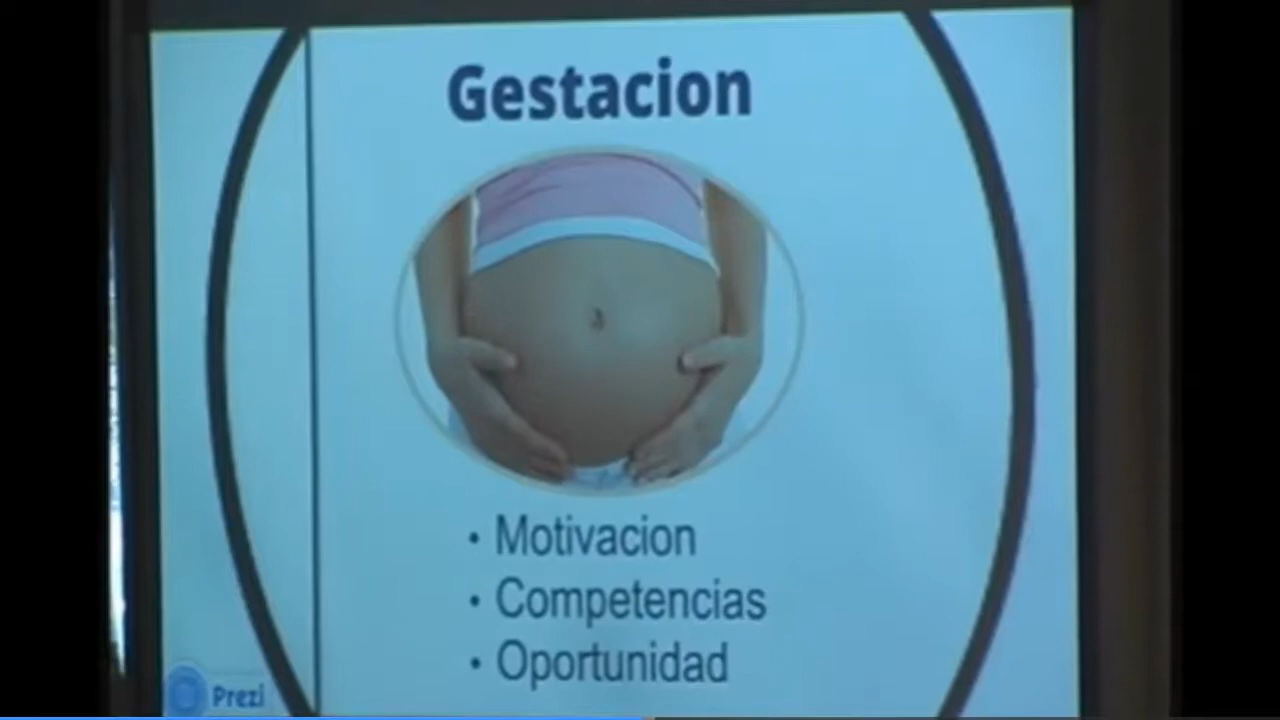 Gestacion
• Motivacion
• Competencias
• Oportunidad
Prezi